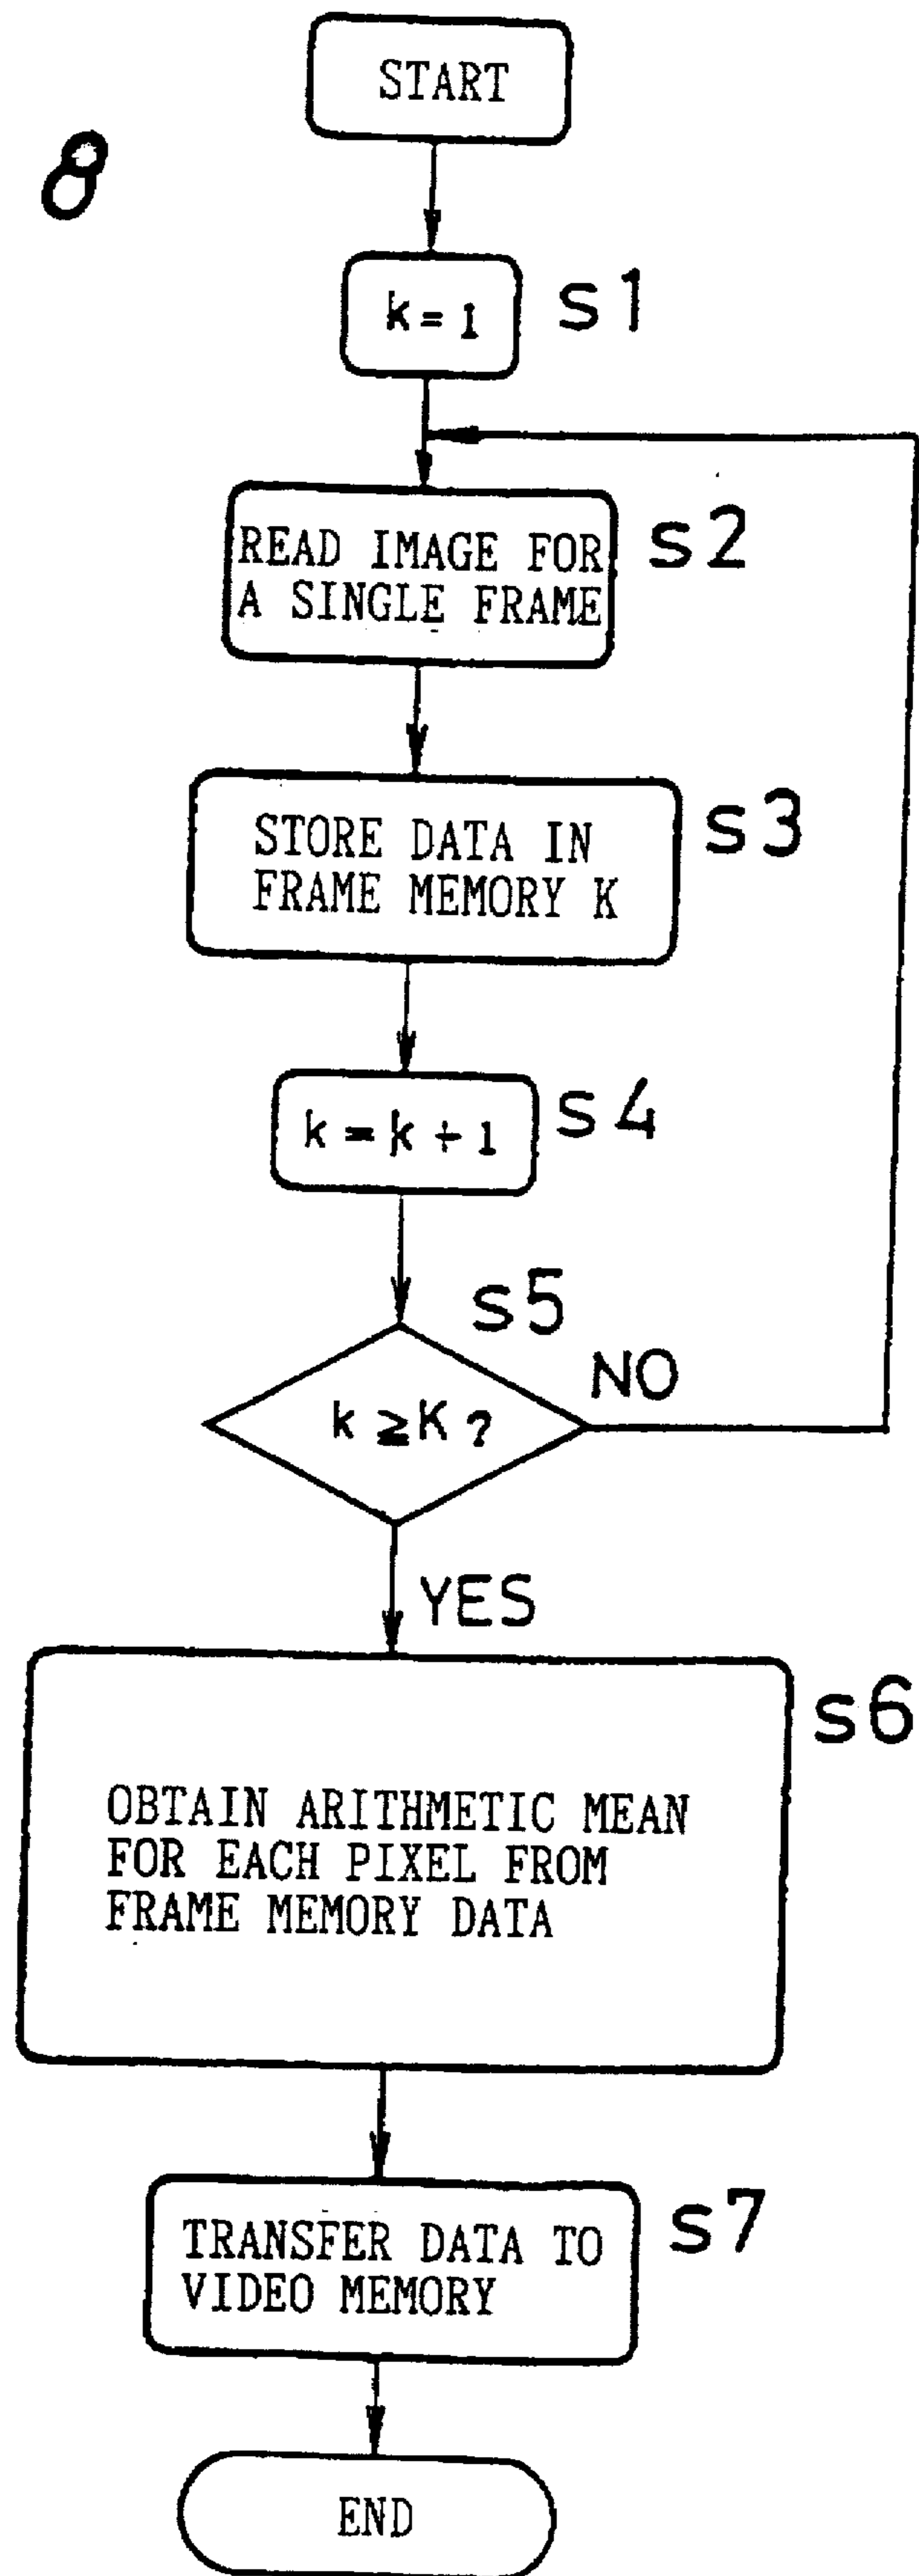 8
START
k = 1
s1
READ IMAGE FOR
A SINGLE FRAME
s2
STORE DATA IN
FRAME MEMORY K
s3
k = k + 1
s4
s5
k ≧ K ?
NO
YES
OBTAIN ARITHMETIC MEAN
FOR EACH PIXEL FROM
FRAME MEMORY DATA
s6
TRANSFER DATA TO
VIDEO MEMORY
s7
END